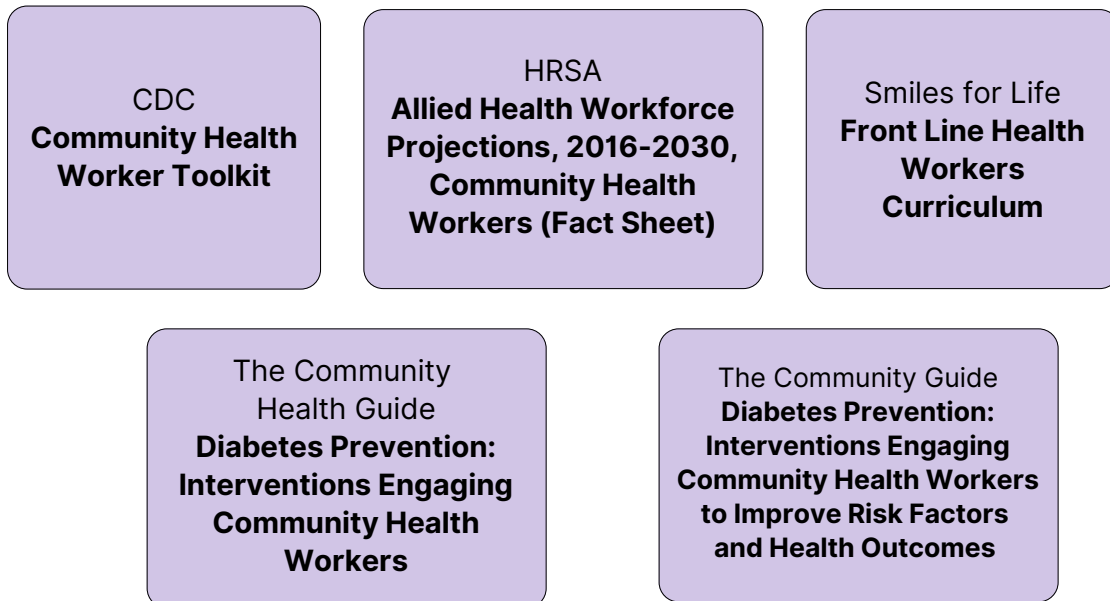 CDC
Community Health
Worker Toolkit
HRSA
Allied Health Workforce
Projections, 2016-2030,
Community Health
Workers (Fact Sheet)
Smiles for Life
Front Line Health
Workers
Curriculum
The Community
Health Guide
Diabetes Prevention:
Interventions Engaging
Community Health
Workers
The Community Guide
Diabetes Prevention:
Interventions Engaging
Community Health Workers
to Improve Risk Factors
and Health Outcomes